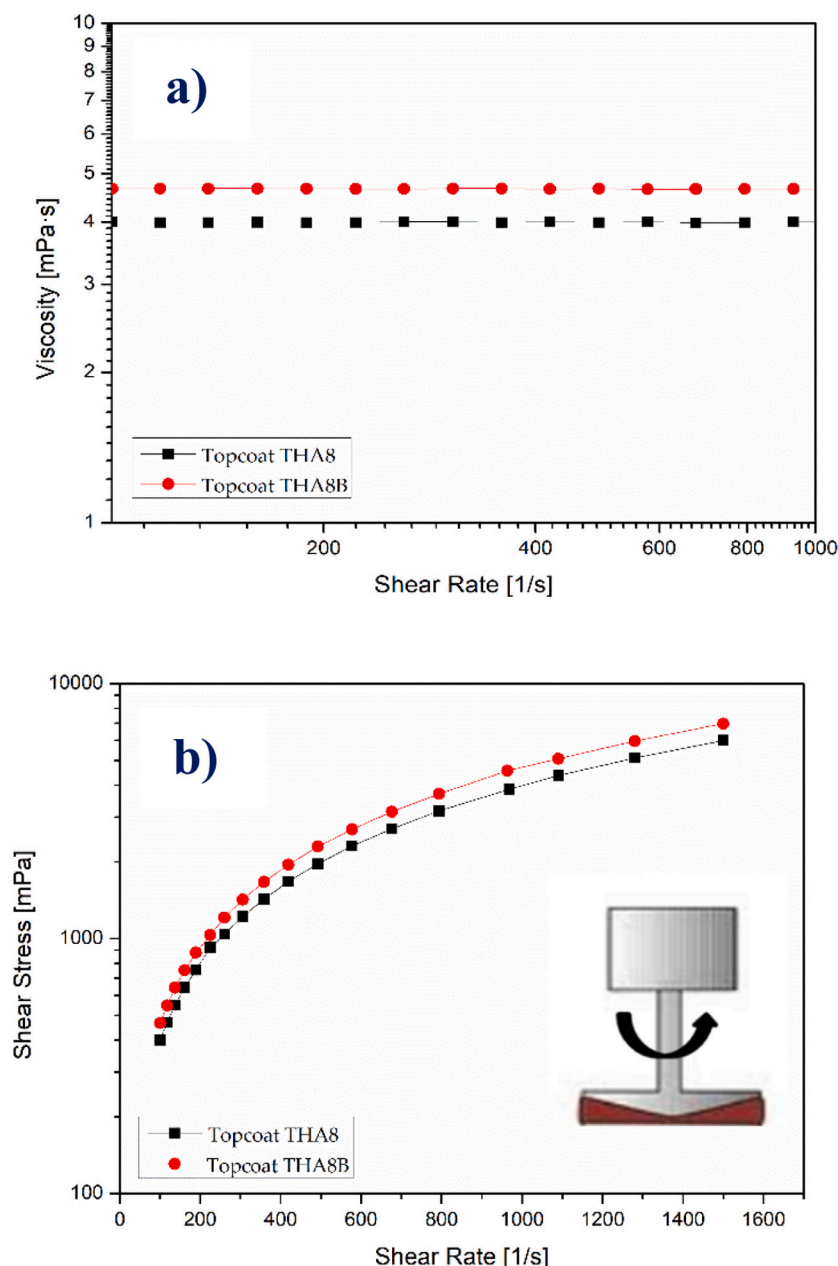 a)
10
9
8
7
6
5
4
3
2
1
Viscosity [mPa·s]
Topcoat THA8
Topcoat THA8B
200 400 600 800 1000
Shear Rate [1/s]
b)
10000
1000
100
Shear Stress [mPa]
Topcoat THA8
Topcoat THA8B
0 200 400 600 800 1000 1200 1400 1600
Shear Rate [1/s]